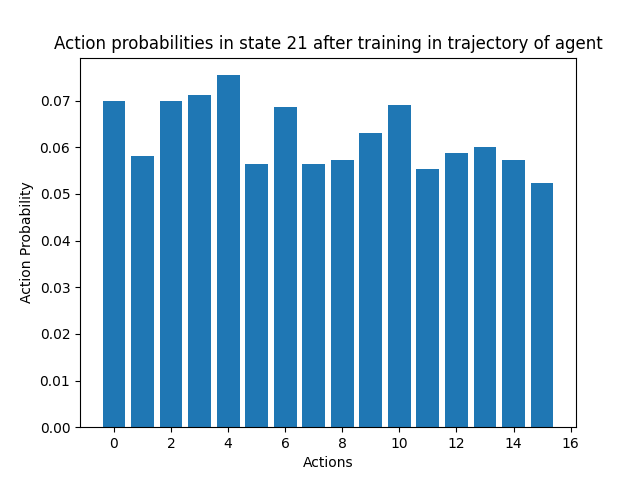 Action probabilities in state 21 after training in trajectory of agent
0.07
0.06
0.05
0.04
0.03
0.02
0.01
0.00
Action Probability
0 2 4 6 8 10 12 14 16
Actions